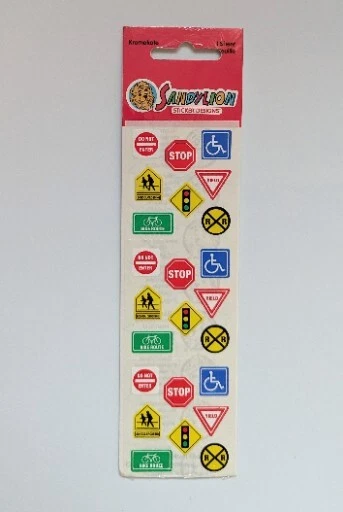 Kromekote
SANDYLION
STICKER DESIGNS
DO NOT
ENTER
STOP
YIELD
BIKE ROUTE
R R
DO NOT
ENTER
STOP
YIELD
BIKE ROUTE
R R
DO NOT
ENTER
STOP
YIELD
BIKE ROUTE
R R